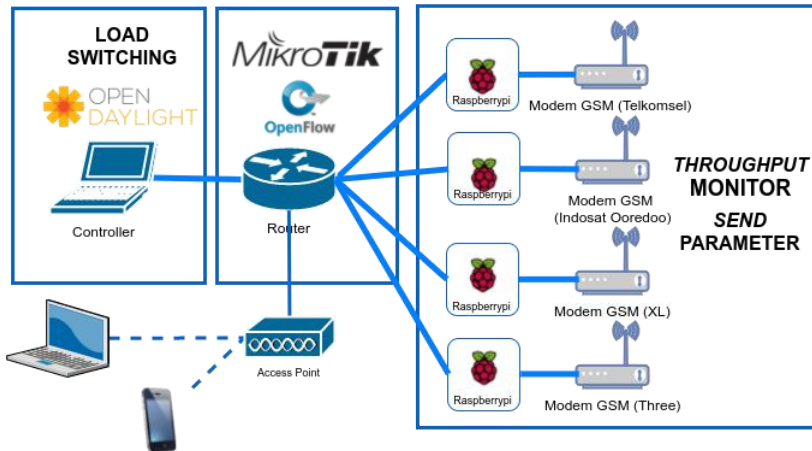 LOAD
SWITCHING
OPEN
DAYLIGHT
Controller
MikroTik
OpenFlow
Router
Access Point
Raspberrypi
Modem GSM (Telkomsel)
Raspberrypi
Modem GSM
(Indosat Ooredoo)
Raspberrypi
Modem GSM (XL)
Raspberrypi
Modem GSM (Three)
THROUGHPUT
MONITOR
SEND
PARAMETER